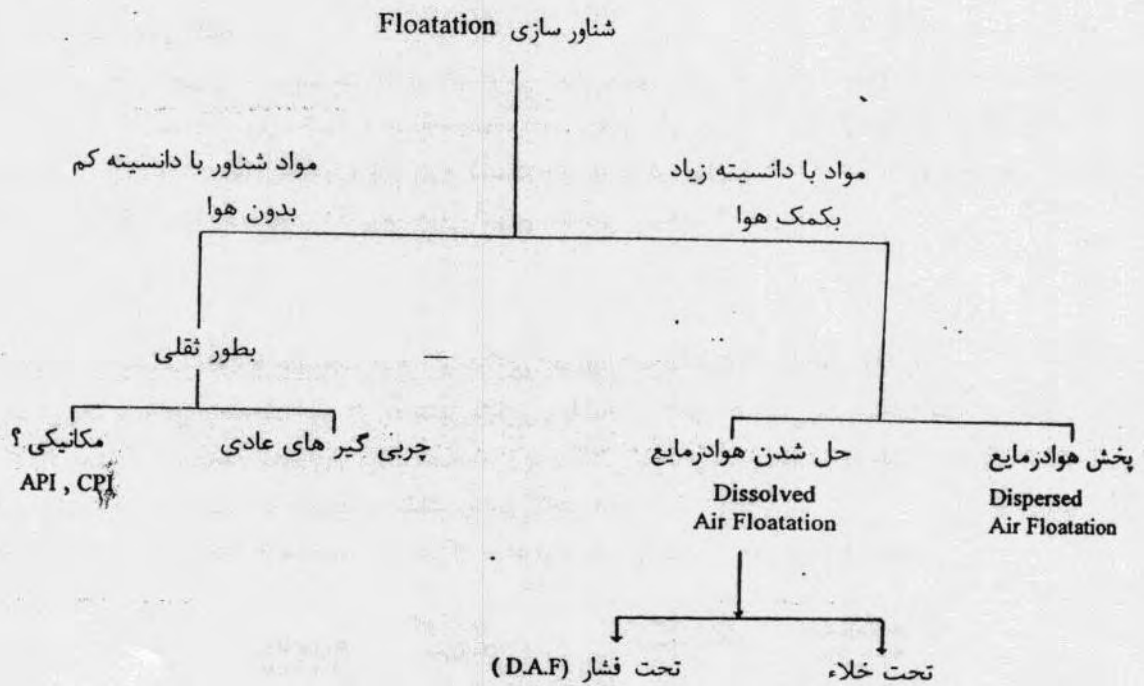 شناور سازی Floatation
مواد با دانسیته زیاد
بکمک هوا
مواد شناور با دانسیته کم
بدون هوا
بطور ثقلی
پخش هوادرمایع
Dispersed
Air Floatation
حل شدن هوادرمایع
Dissolved
Air Floatation
چربی گیر های عادی
مکانیکی ؟
API , CPI
تحت خلاء
تحت فشار (D.A.F)